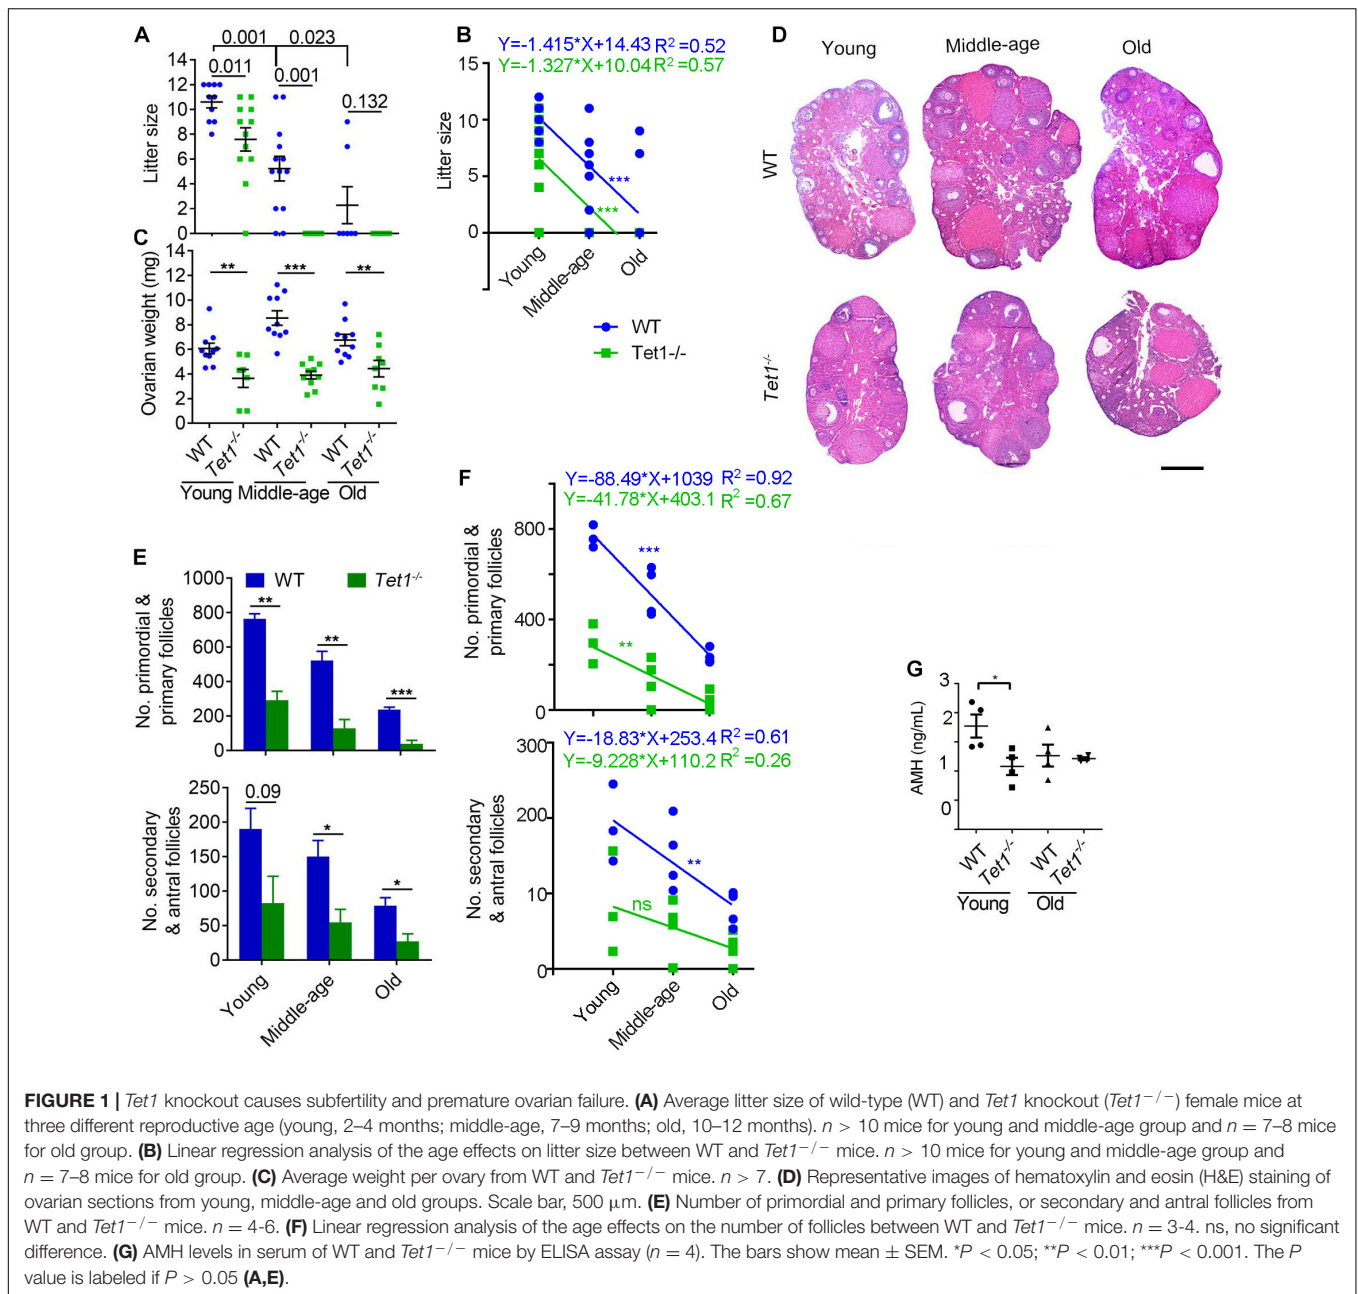 A
0.001
0.023
0.011
0.001
0.132
Litter size
14
12
10
8
6
4
2
0
B
Y=-1.415*X+14.43 R²=0.52
Y=-1.327*X+10.04 R²=0.57
Litter size
15
10
5
0
***
***
Young
Middle-age
Old
WT
Tet1-/-
C
Ovarian weight (mg)
14
12
10
8
6
4
2
0
**
***
**
WT
Tet1-/-
WT
Tet1-/-
WT
Tet1-/-
Young Middle-age Old
D
Young
Middle-age
Old
WT
Tet1-/-
E
WT
Tet1-/-
No. primordial &
primary follicles
1000
800
600
400
200
0
**
**
***
No. secondary
& antral follicles
250
200
150
100
50
0
0.09
*
*
Young
Middle-age
Old
F
Y=-88.49*X+1039 R²=0.92
Y=-41.78*X+403.1 R²=0.67
No. primordial &
primary follicles
800
400
0
***
**
Y=-18.83*X+253.4 R²=0.61
Y=-9.228*X+110.2 R²=0.26
No. secondary
& antral follicles
300
200
10
0
**
ns
Young
Middle-age
Old
G
AMH (ng/mL)
3
2
1
0
*
WT
Tet1-/-
WT
Tet1-/-
Young
Old
FIGURE 1 | Tet1 knockout causes subfertility and premature ovarian failure. (A) Average litter size of wild-type (WT) and Tet1 knockout (Tet1−/−) female mice at
three different reproductive age (young, 2–4 months; middle-age, 7–9 months; old, 10–12 months). n > 10 mice for young and middle-age group and n = 7–8 mice
for old group. (B) Linear regression analysis of the age effects on litter size between WT and Tet1−/− mice. n > 10 mice for young and middle-age group and
n = 7–8 mice for old group. (C) Average weight per ovary from WT and Tet1−/− mice. n > 7. (D) Representative images of hematoxylin and eosin (H&E) staining of
ovarian sections from young, middle-age and old groups. Scale bar, 500 μm. (E) Number of primordial and primary follicles, or secondary and antral follicles from
WT and Tet1−/− mice. n = 4-6. (F) Linear regression analysis of the age effects on the number of follicles between WT and Tet1−/− mice. n = 3-4. ns, no significant
difference. (G) AMH levels in serum of WT and Tet1−/− mice by ELISA assay (n = 4). The bars show mean ± SEM. *P < 0.05; **P < 0.01; ***P < 0.001. The P
value is labeled if P > 0.05 (A,E).